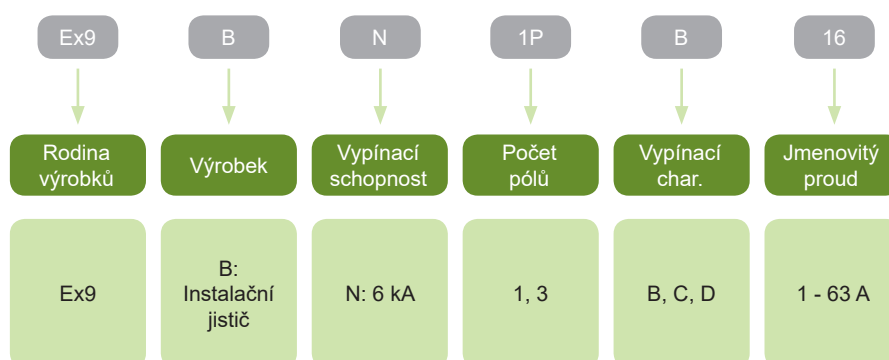 Ex9
B
N
1P
B
16
Rodina
výrobků
Výrobek
Vypínací
schopnost
Počet
pólů
Vypínací
char.
Jmenovitý
proud
Ex9
B:
Instalační
jistič
N: 6 kA
1, 3
B, C, D
1 - 63 A